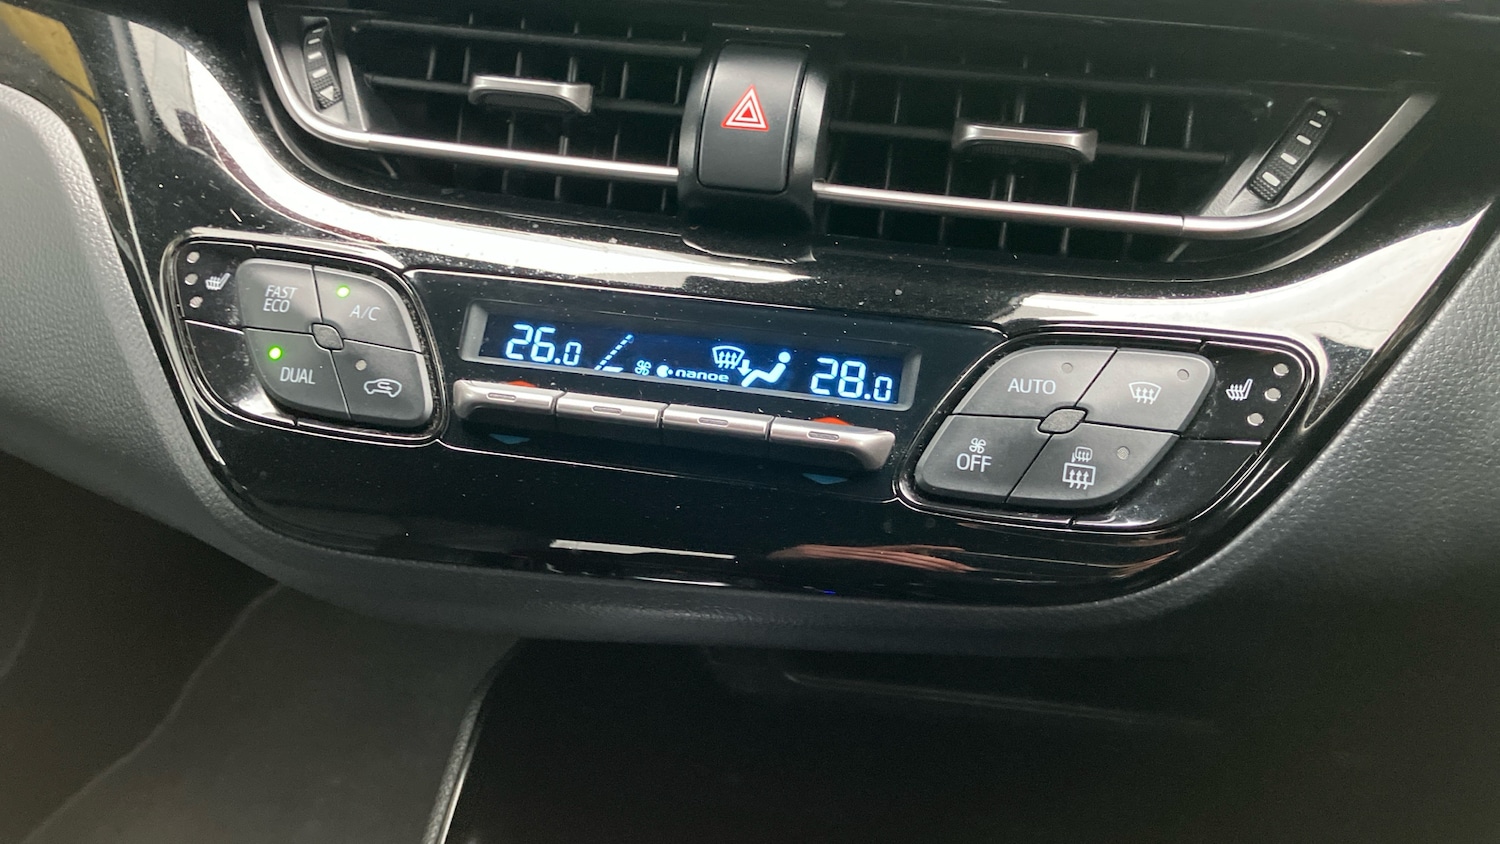 FAST
ECO
A/C
DUAL
26.0
nanoe
28.0
AUTO
OFF